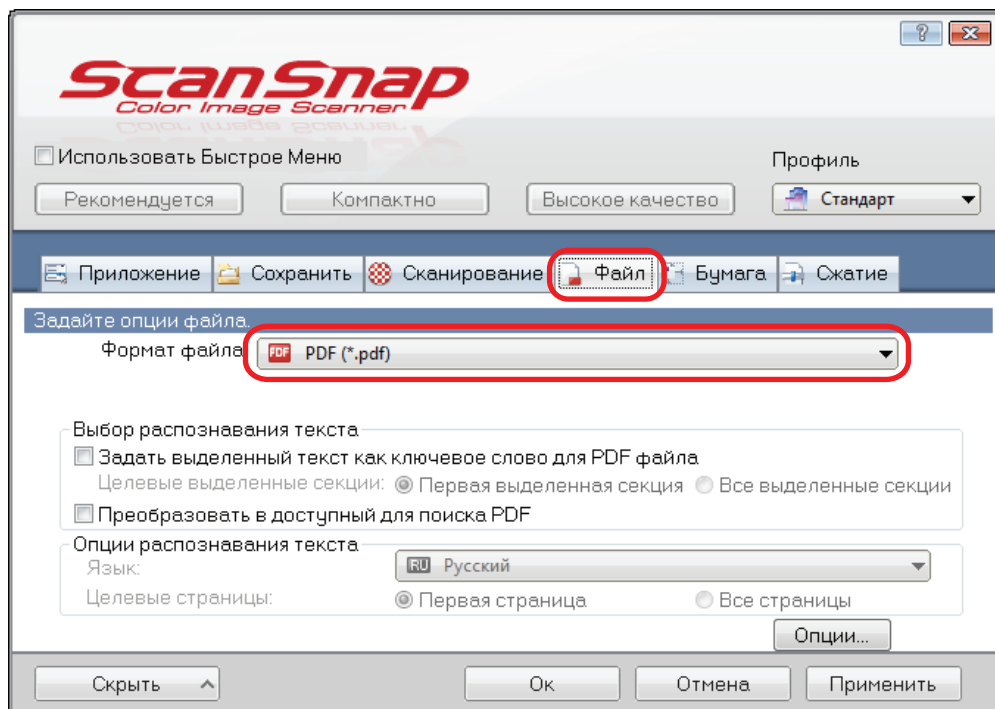 ?
ScanSnap
Color Image Scanner
Использовать Быстрое Меню
Профиль
Рекомендуется Компактно Высокое качество Стандарт
Приложение Сохранить Сканирование Файл Бумага Сжатие
Задайте опции файла.
Формат файла: PDF PDF (*.pdf)
Выбор распознавания текста
Задать выделенный текст как ключевое слово для PDF файла
Целевые выделенные секции: Первая выделенная секция Все выделенные секции
Преобразовать в доступный для поиска PDF
Опции распознавания текста
Язык: RU Русский
Целевые страницы: Первая страница Все страницы
Опции...
Скрыть Ок Отмена Применить